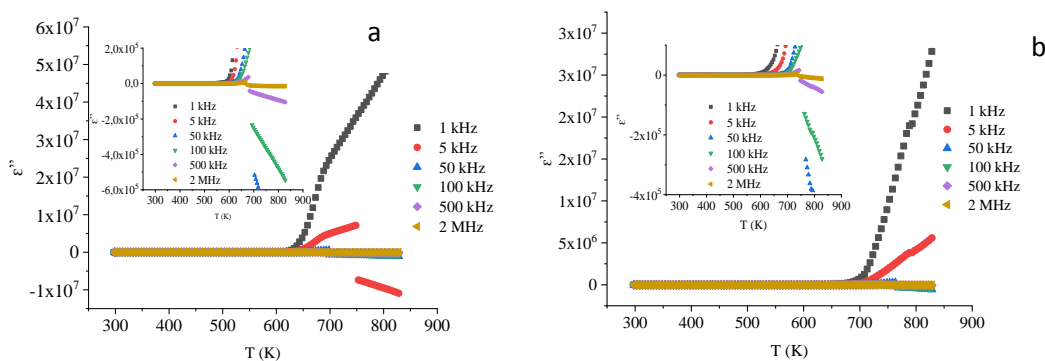 a
6x10⁷
5x10⁷
4x10⁷
3x10⁷
2x10⁷
1x10⁷
0
-1x10⁷
ε''
300 400 500 600 700 800 900
T (K)
1 kHz
5 kHz
50 kHz
100 kHz
500 kHz
2 MHz
2,0x10⁵
0,0
-2,0x10⁵
-4,0x10⁵
-6,0x10⁵
ε''
1 kHz
5 kHz
50 kHz
100 kHz
500 kHz
2 MHz
300 400 500 600 700 800 900
T (K)
b
3x10⁷
3x10⁷
2x10⁷
2x10⁷
1x10⁷
5x10⁶
0
ε''
300 400 500 600 700 800 900
T (K)
1 kHz
5 kHz
50 kHz
100 kHz
500 kHz
2 MHz
0
-2x10⁵
-4x10⁵
ε''
1 kHz
5 kHz
50 kHz
100 kHz
500 kHz
2 MHz
300 400 500 600 700 800 900
T (K)